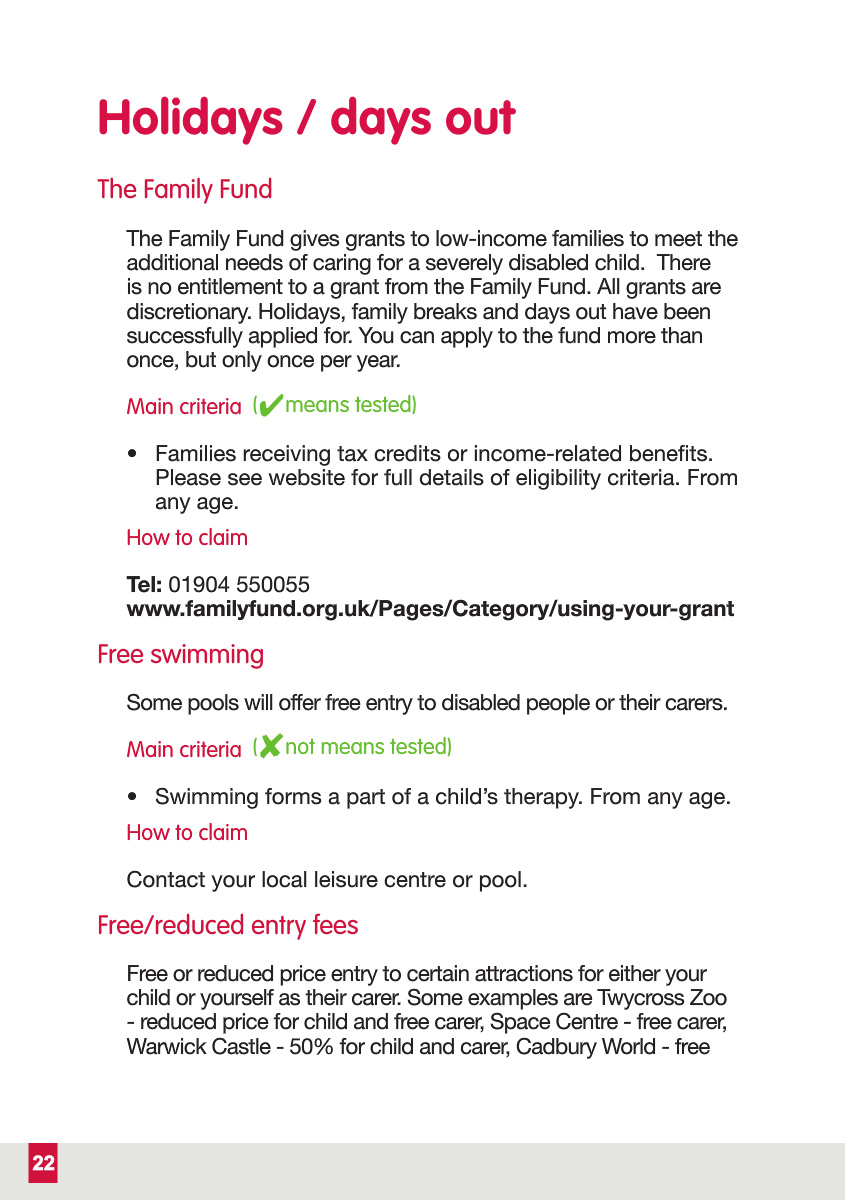 Holidays / days out
The Family Fund
The Family Fund gives grants to low-income families to meet the
additional needs of caring for a severely disabled child.  There
is no entitlement to a grant from the Family Fund. All grants are
discretionary. Holidays, family breaks and days out have been
successfully applied for. You can apply to the fund more than
once, but only once per year.
Main criteria (✔means tested)
• Families receiving tax credits or income-related benefits.
Please see website for full details of eligibility criteria. From
any age.
How to claim
Tel: 01904 550055
www.familyfund.org.uk/Pages/Category/using-your-grant
Free swimming
Some pools will offer free entry to disabled people or their carers.
Main criteria (✘not means tested)
• Swimming forms a part of a child’s therapy. From any age.
How to claim
Contact your local leisure centre or pool.
Free/reduced entry fees
Free or reduced price entry to certain attractions for either your
child or yourself as their carer. Some examples are Twycross Zoo
- reduced price for child and free carer, Space Centre - free carer,
Warwick Castle - 50% for child and carer, Cadbury World - free
22